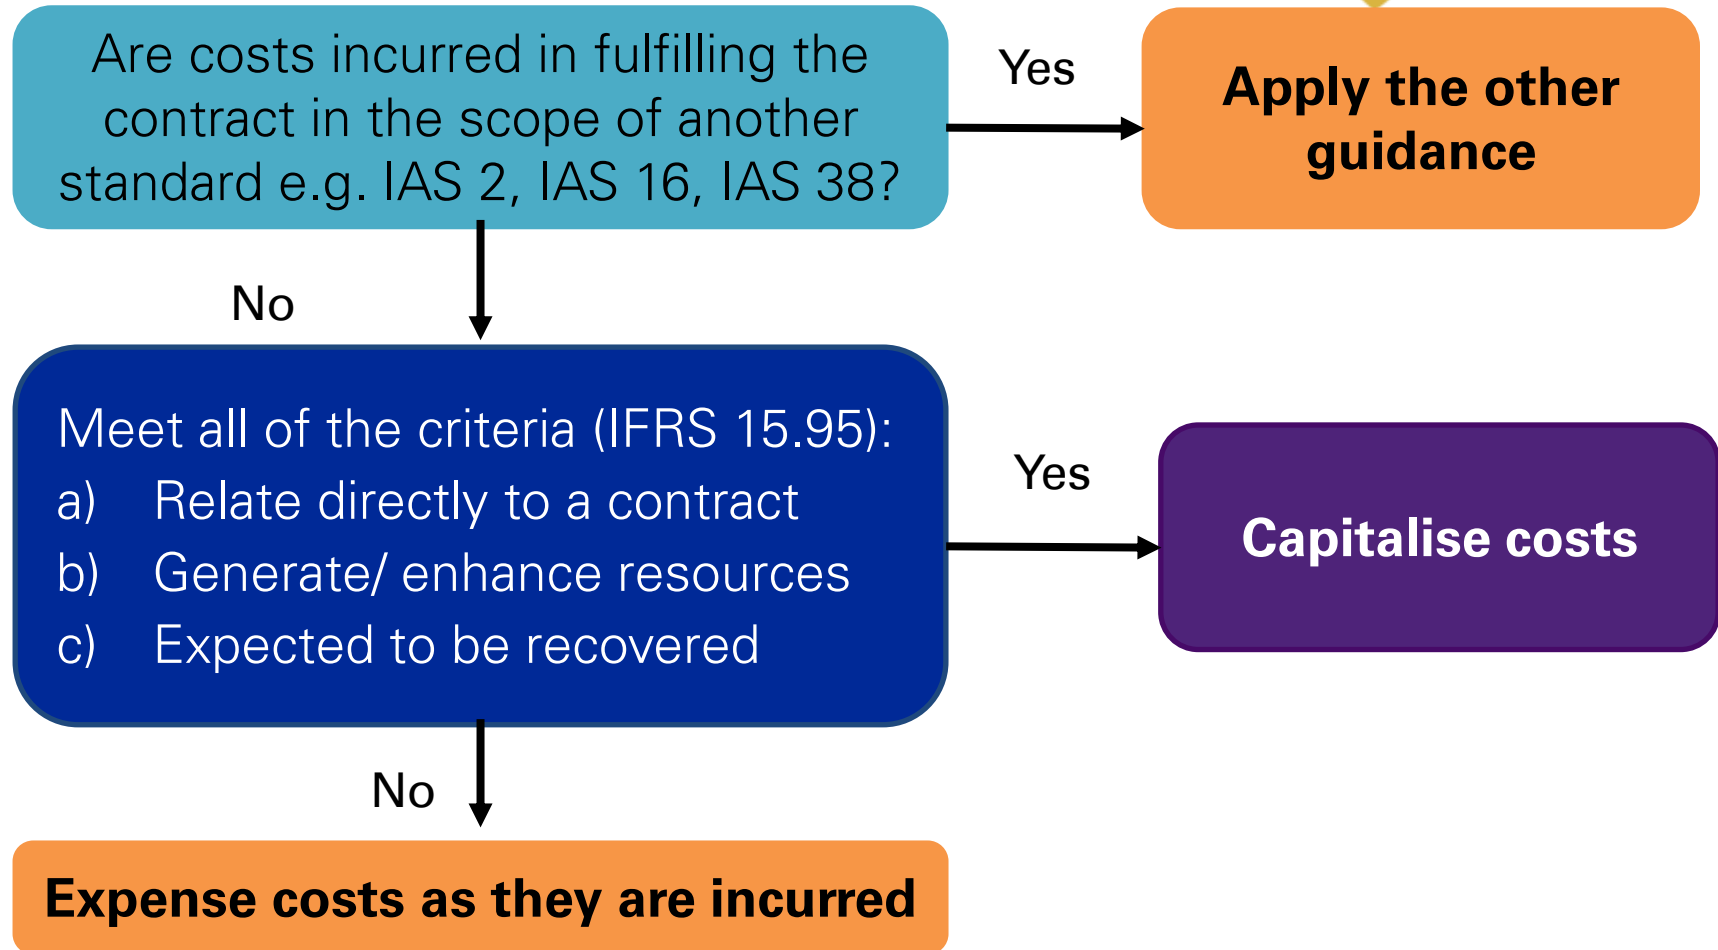 Are costs incurred in fulfilling the
contract in the scope of another
standard e.g. IAS 2, IAS 16, IAS 38?
Yes
Apply the other
guidance
No
Meet all of the criteria (IFRS 15.95):
a) Relate directly to a contract
b) Generate/ enhance resources
c) Expected to be recovered
Yes
Capitalise costs
No
Expense costs as they are incurred